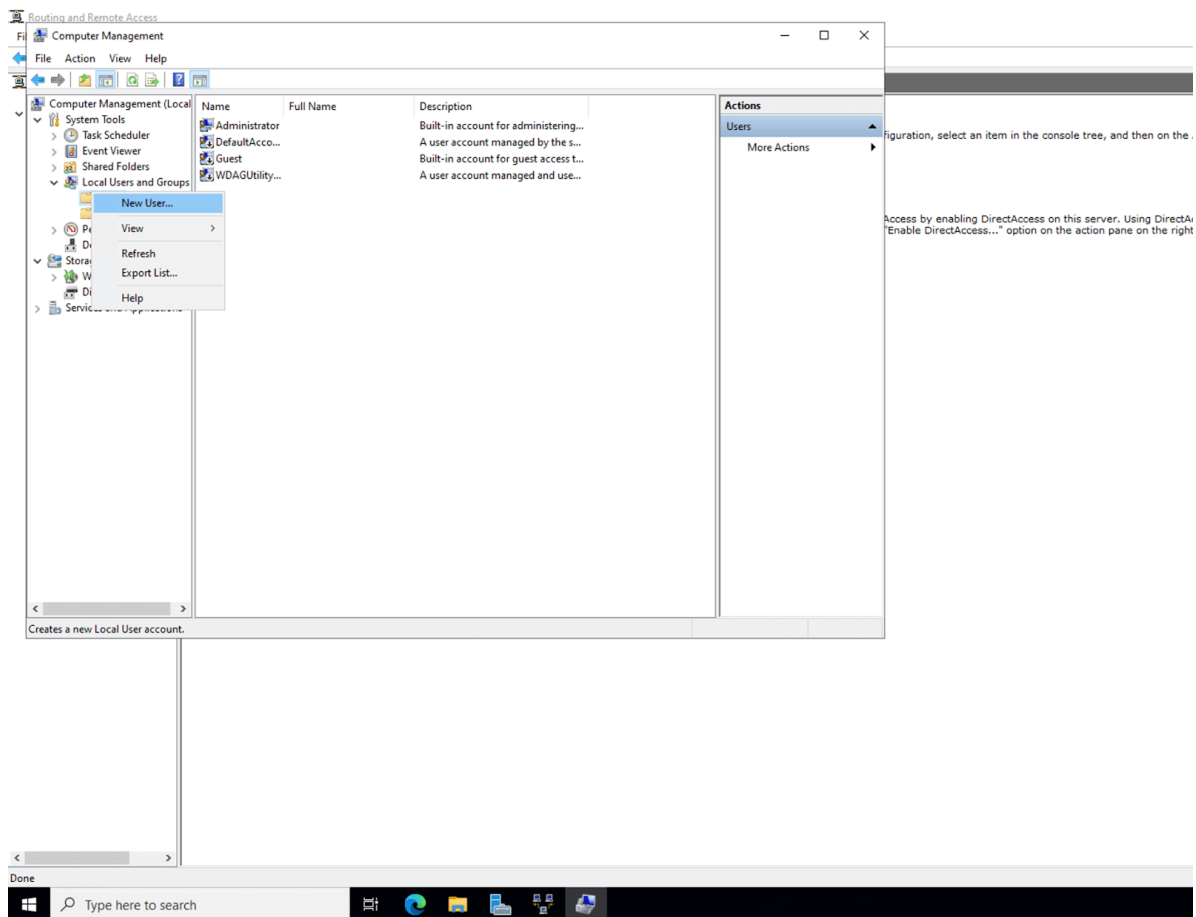 Routing and Remote Access
Computer Management
File Action View Help
Computer Management (Local
System Tools
Task Scheduler
Event Viewer
Shared Folders
Local Users and Groups
Storag
Services and Applications
New User...
View
Refresh
Export List...
Help
Name Full Name Description
Administrator Built-in account for administering...
DefaultAcco... A user account managed by the s...
Guest Built-in account for guest access t...
WDAGUtility... A user account managed and use...
Actions
Users
More Actions
figuration, select an item in the console tree, and then on the
Access by enabling DirectAccess on this server. Using DirectA
"Enable DirectAccess..." option on the action pane on the right
Creates a new Local User account.
Done
Type here to search